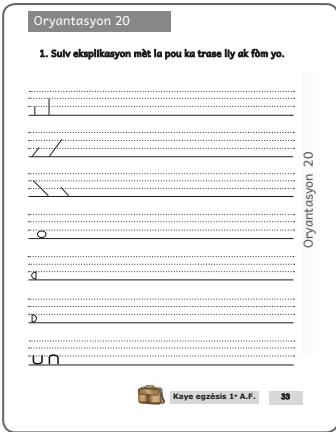 Oryantasyon 20
1. Suiv eksplikasyon mèt la pou ka trase liy ak fòm yo.
Oryantasyon 20
Kaye egzèsis 1e A.F.
33